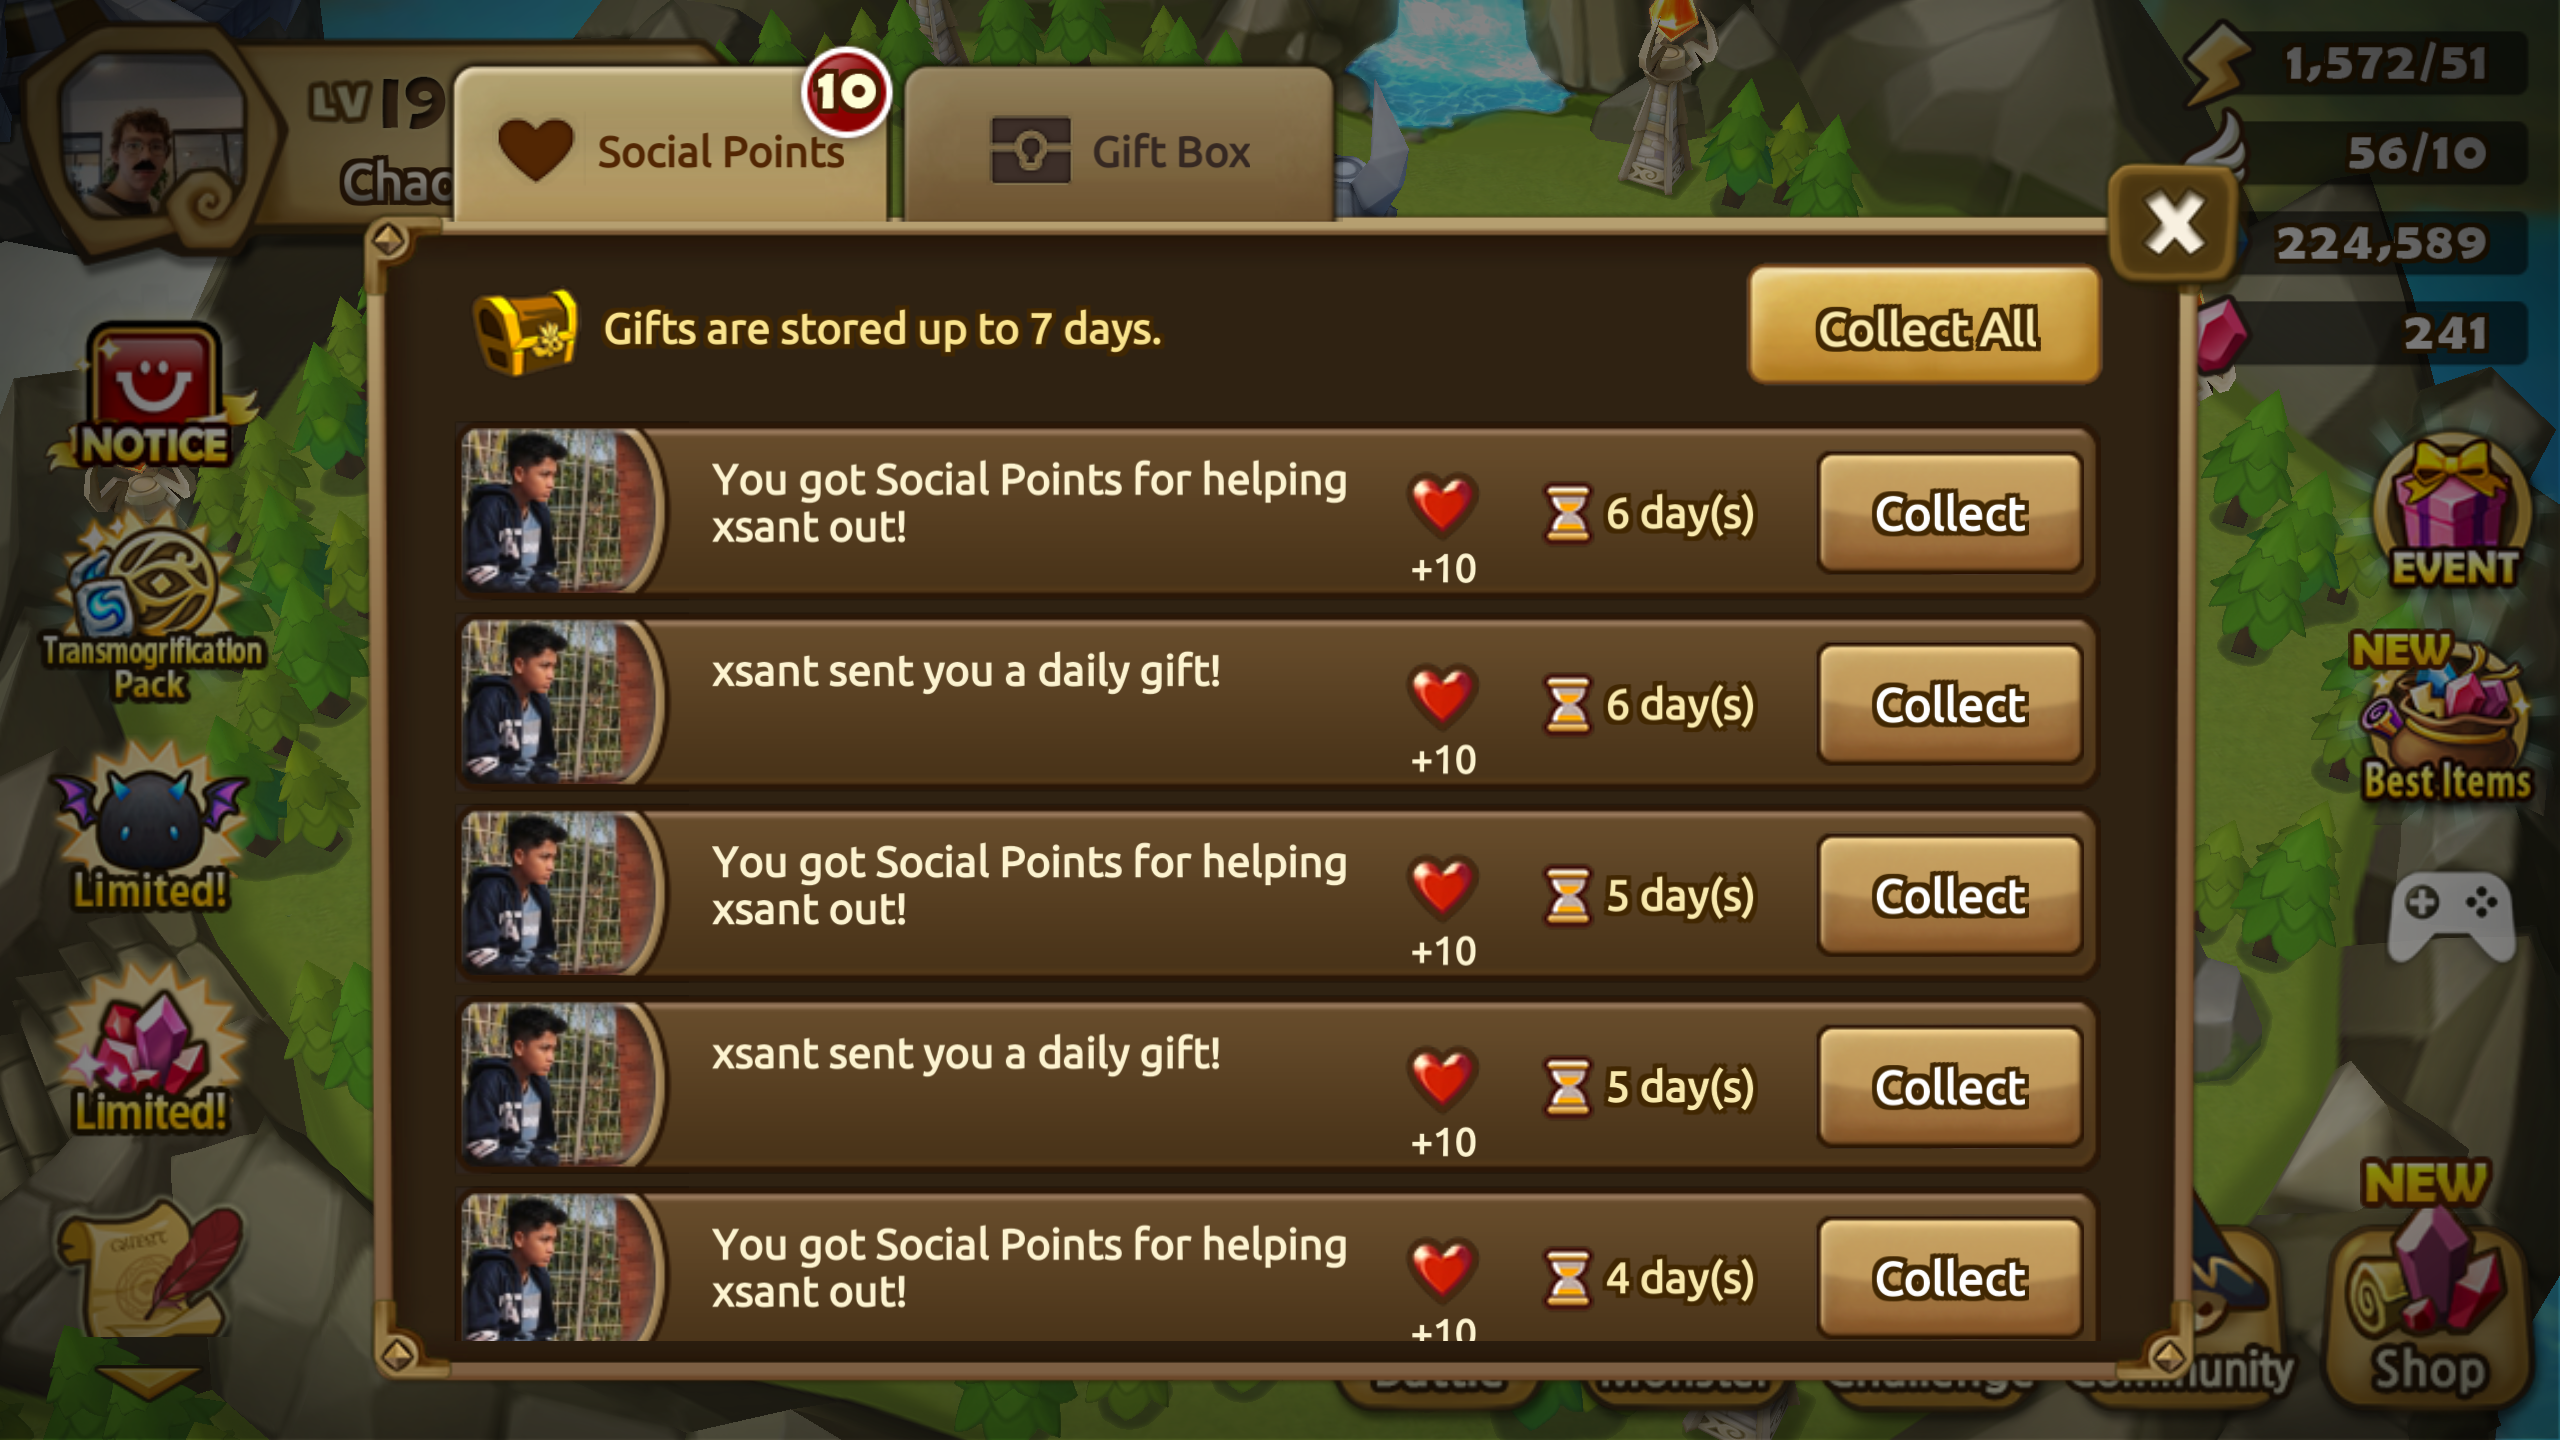 LV 19
Social Points
10
Gift Box
1,572/51
56/10
224,589
241
X
Gifts are stored up to 7 days.
Collect All
You got Social Points for helping
xsant out!
+10
6 day(s)
Collect
xsant sent you a daily gift!
+10
6 day(s)
Collect
You got Social Points for helping
xsant out!
+10
5 day(s)
Collect
xsant sent you a daily gift!
+10
5 day(s)
Collect
You got Social Points for helping
xsant out!
+10
4 day(s)
Collect
NOTICE
Transmogrification
Pack
Limited!
Limited!
EVENT
NEW
Best Items
NEW
Shop